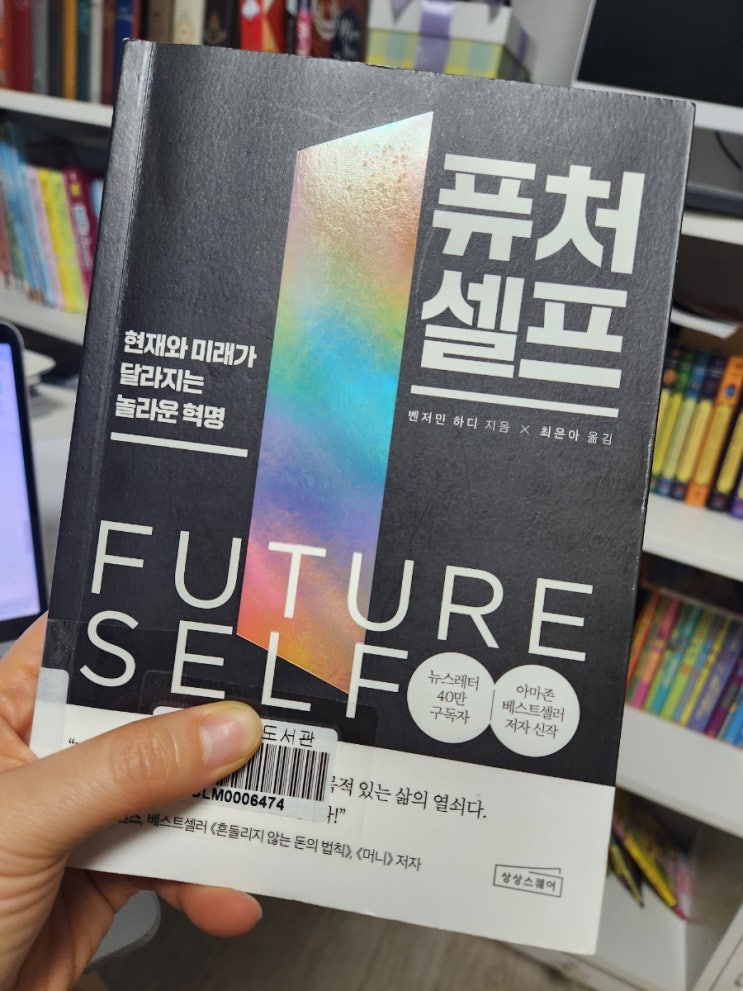 퓨처
셀프
벤저민 하디 지음 × 최은아 옮김
현재와 미래가
달라지는
놀라운 혁명
FUTURE
SELF
뉴스레터
40만
구독자
아마존
베스트셀러
저자 신작
도서관
LM0006474
있는 삶의 열쇠다.
베스트셀러 《흔들리지 않는 돈의 법칙》, 《머니》 저자
상상스퀘어